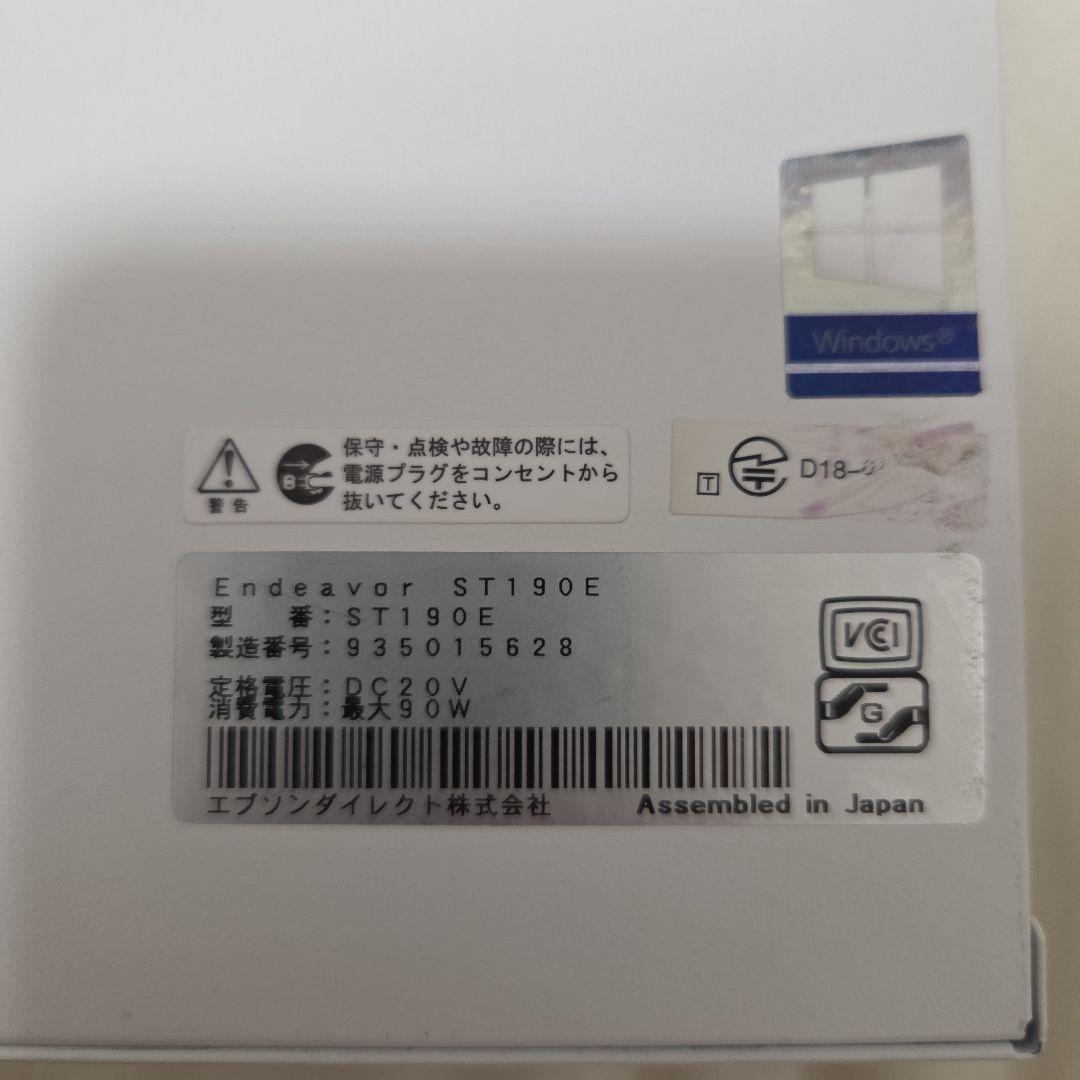 Windows®
保守・点検や故障の際には、
電源プラグをコンセントから
抜いてください。
警告
T D18-
Endeavor ST190E
型 番：ST190E
製造番号：935015628
定格電圧：DC20V
消費電力：最大90W
VCCI
G
エプソンダイレクト株式会社 Assembled in Japan